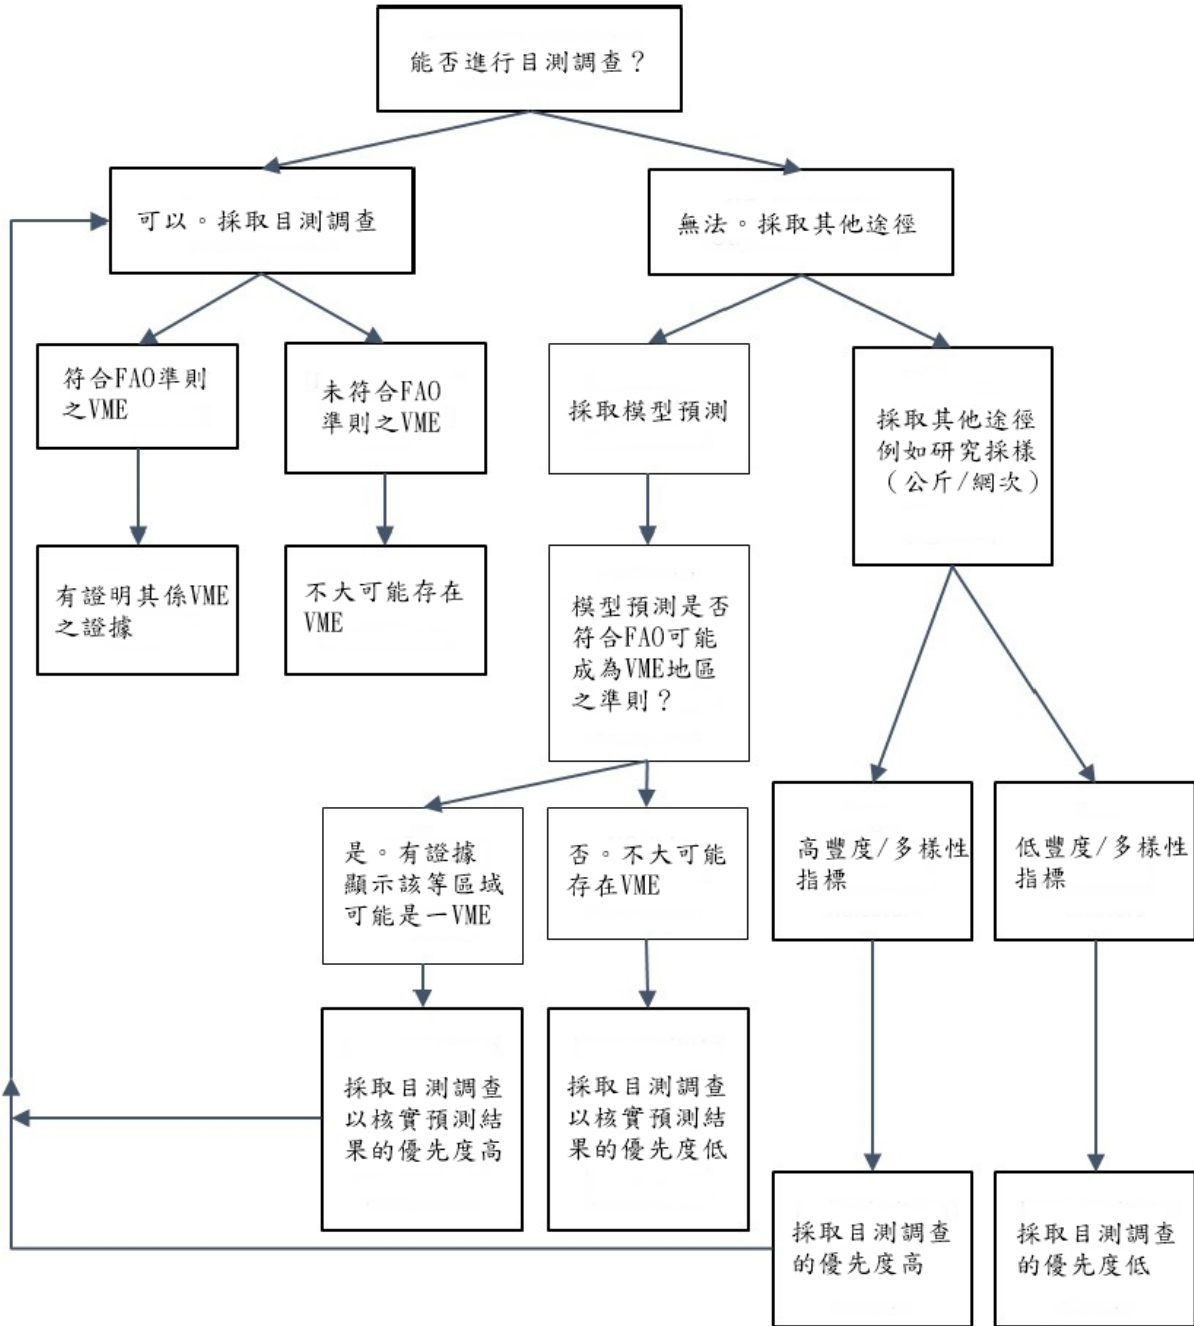 能否進行目測調查？
可以。採取目測調查
無法。採取其他途徑
符合FAO準則
之VME
未符合FAO
準則之VME
採取模型預測
採取其他途徑
例如研究採樣
（公斤/網次）
有證明其係VME
之證據
不大可能存在
VME
模型預測是否
符合FAO可能
成為VME地區
之準則？
是。有證據
顯示該等區域
可能是一VME
否。不大可能
存在VME
高豐度/多樣性
指標
低豐度/多樣性
指標
採取目測調查
以核實預測結
果的優先度高
採取目測調查
以核實預測結
果的優先度低
採取目測調查
的優先度高
採取目測調查
的優先度低